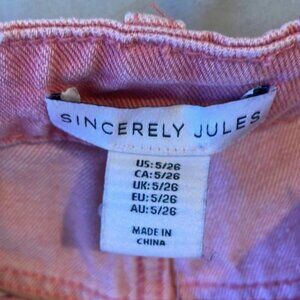 SINCERELY JULES
US: 5/26
CA: 5/26
UK: 5/26
EU: 5/26
AU: 5/26
MADE IN
CHINA